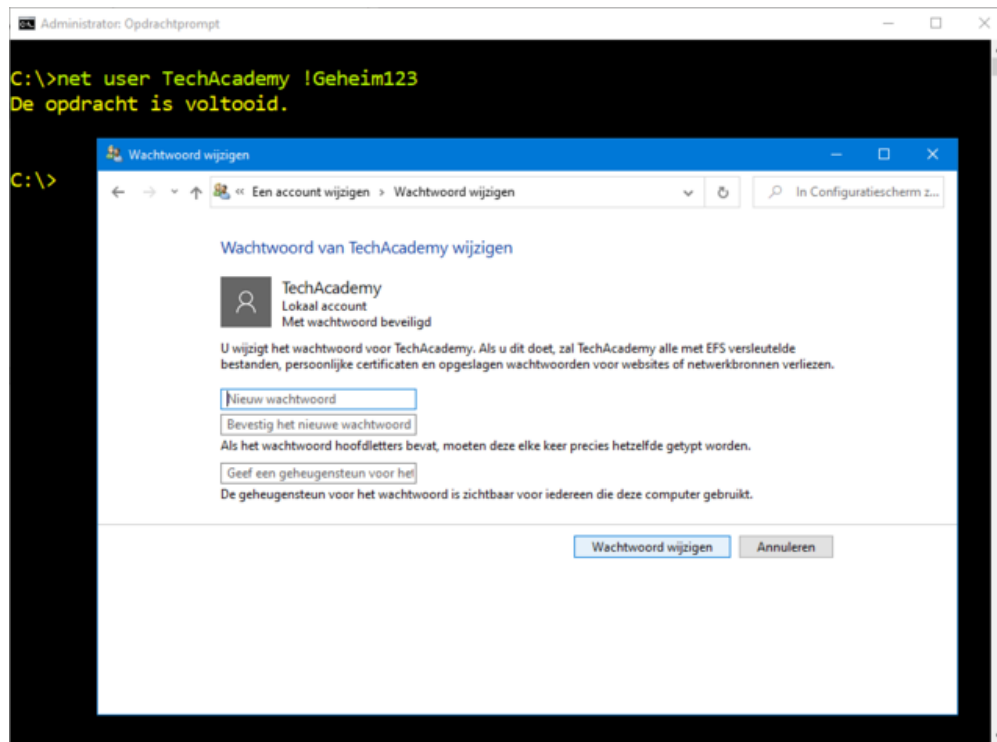 Administrator: Opdrachtprompt
C:\>net user TechAcademy !Geheim123
De opdracht is voltooid.
C:\>
Wachtwoord wijzigen
« Een account wijzigen > Wachtwoord wijzigen
In Configuratiescherm z...
Wachtwoord van TechAcademy wijzigen
TechAcademy
Lokaal account
Met wachtwoord beveiligd
U wijzigt het wachtwoord voor TechAcademy. Als u dit doet, zal TechAcademy alle met EFS versleutelde
bestanden, persoonlijke certificaten en opgeslagen wachtwoorden voor websites of netwerkbronnen verliezen.
Nieuw wachtwoord
Bevestig het nieuwe wachtwoord
Als het wachtwoord hoofdletters bevat, moeten deze elke keer precies hetzelfde getypt worden.
Geef een geheugensteun voor het
De geheugensteun voor het wachtwoord is zichtbaar voor iedereen die deze computer gebruikt.
Wachtwoord wijzigen
Annuleren